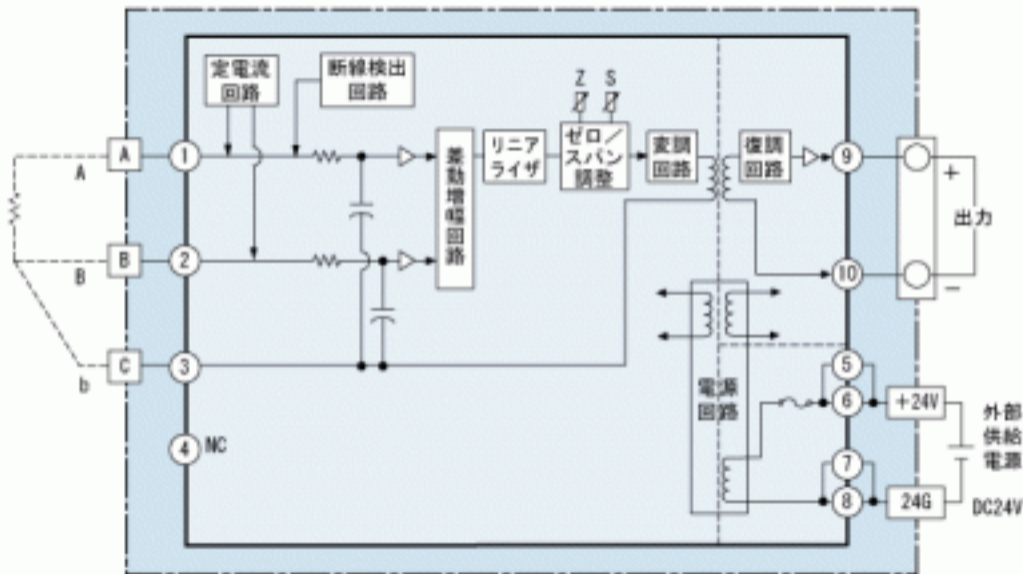 定電流
回路
断線検出
回路
Z S
A
A
1
差動増幅回路
リニア
ライザ
ゼロ/
スパン
調整
変調
回路
復調
回路
9
+
出力
B
B
2
10
−
C
b
3
電源
回路
5
6
+24V
外部
供給
電源
4 NC
7
8
24G
DC24V